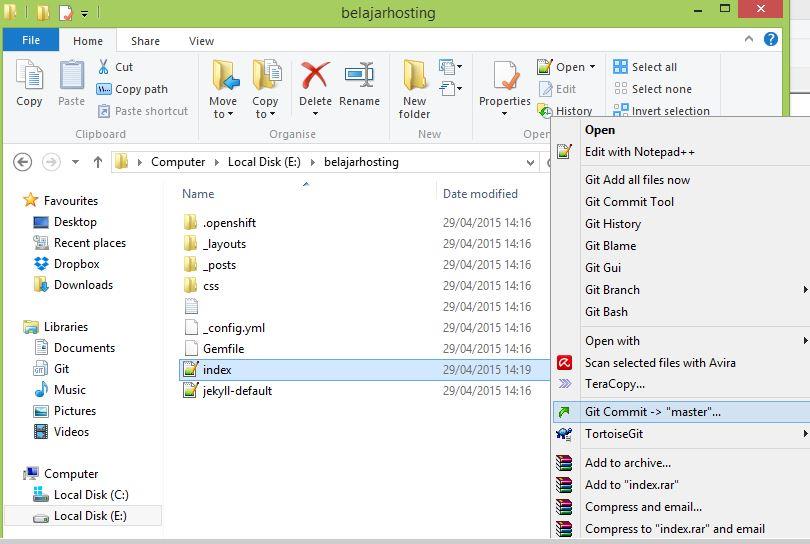 belajarhosting
File Home Share View
Copy
Paste
Cut
Copy path
Paste shortcut
Clipboard
Move to
Copy to
Delete
Rename
Organise
New folder
New
Properties
Open
Edit
History
Open
Select all
Select none
Invert selection
Computer Local Disk (E:) belajarhosting
Favourites
Desktop
Recent places
Dropbox
Downloads
Libraries
Documents
Git
Music
Pictures
Videos
Computer
Local Disk (C:)
Local Disk (E:)
Name Date modified
.openshift 29/04/2015 14:16
_layouts 29/04/2015 14:16
_posts 29/04/2015 14:16
css 29/04/2015 14:16
29/04/2015 14:16
_config.yml 29/04/2015 14:16
Gemfile 29/04/2015 14:16
index 29/04/2015 14:19
jekyll-default 29/04/2015 14:16
Open
Edit with Notepad++
Git Add all files now
Git Commit Tool
Git History
Git Blame
Git Gui
Git Branch
Git Bash
Open with
Scan selected files with Avira
TeraCopy...
Git Commit -> "master"...
TortoiseGit
Add to archive...
Add to "index.rar"
Compress and email...
Compress to "index.rar" and email